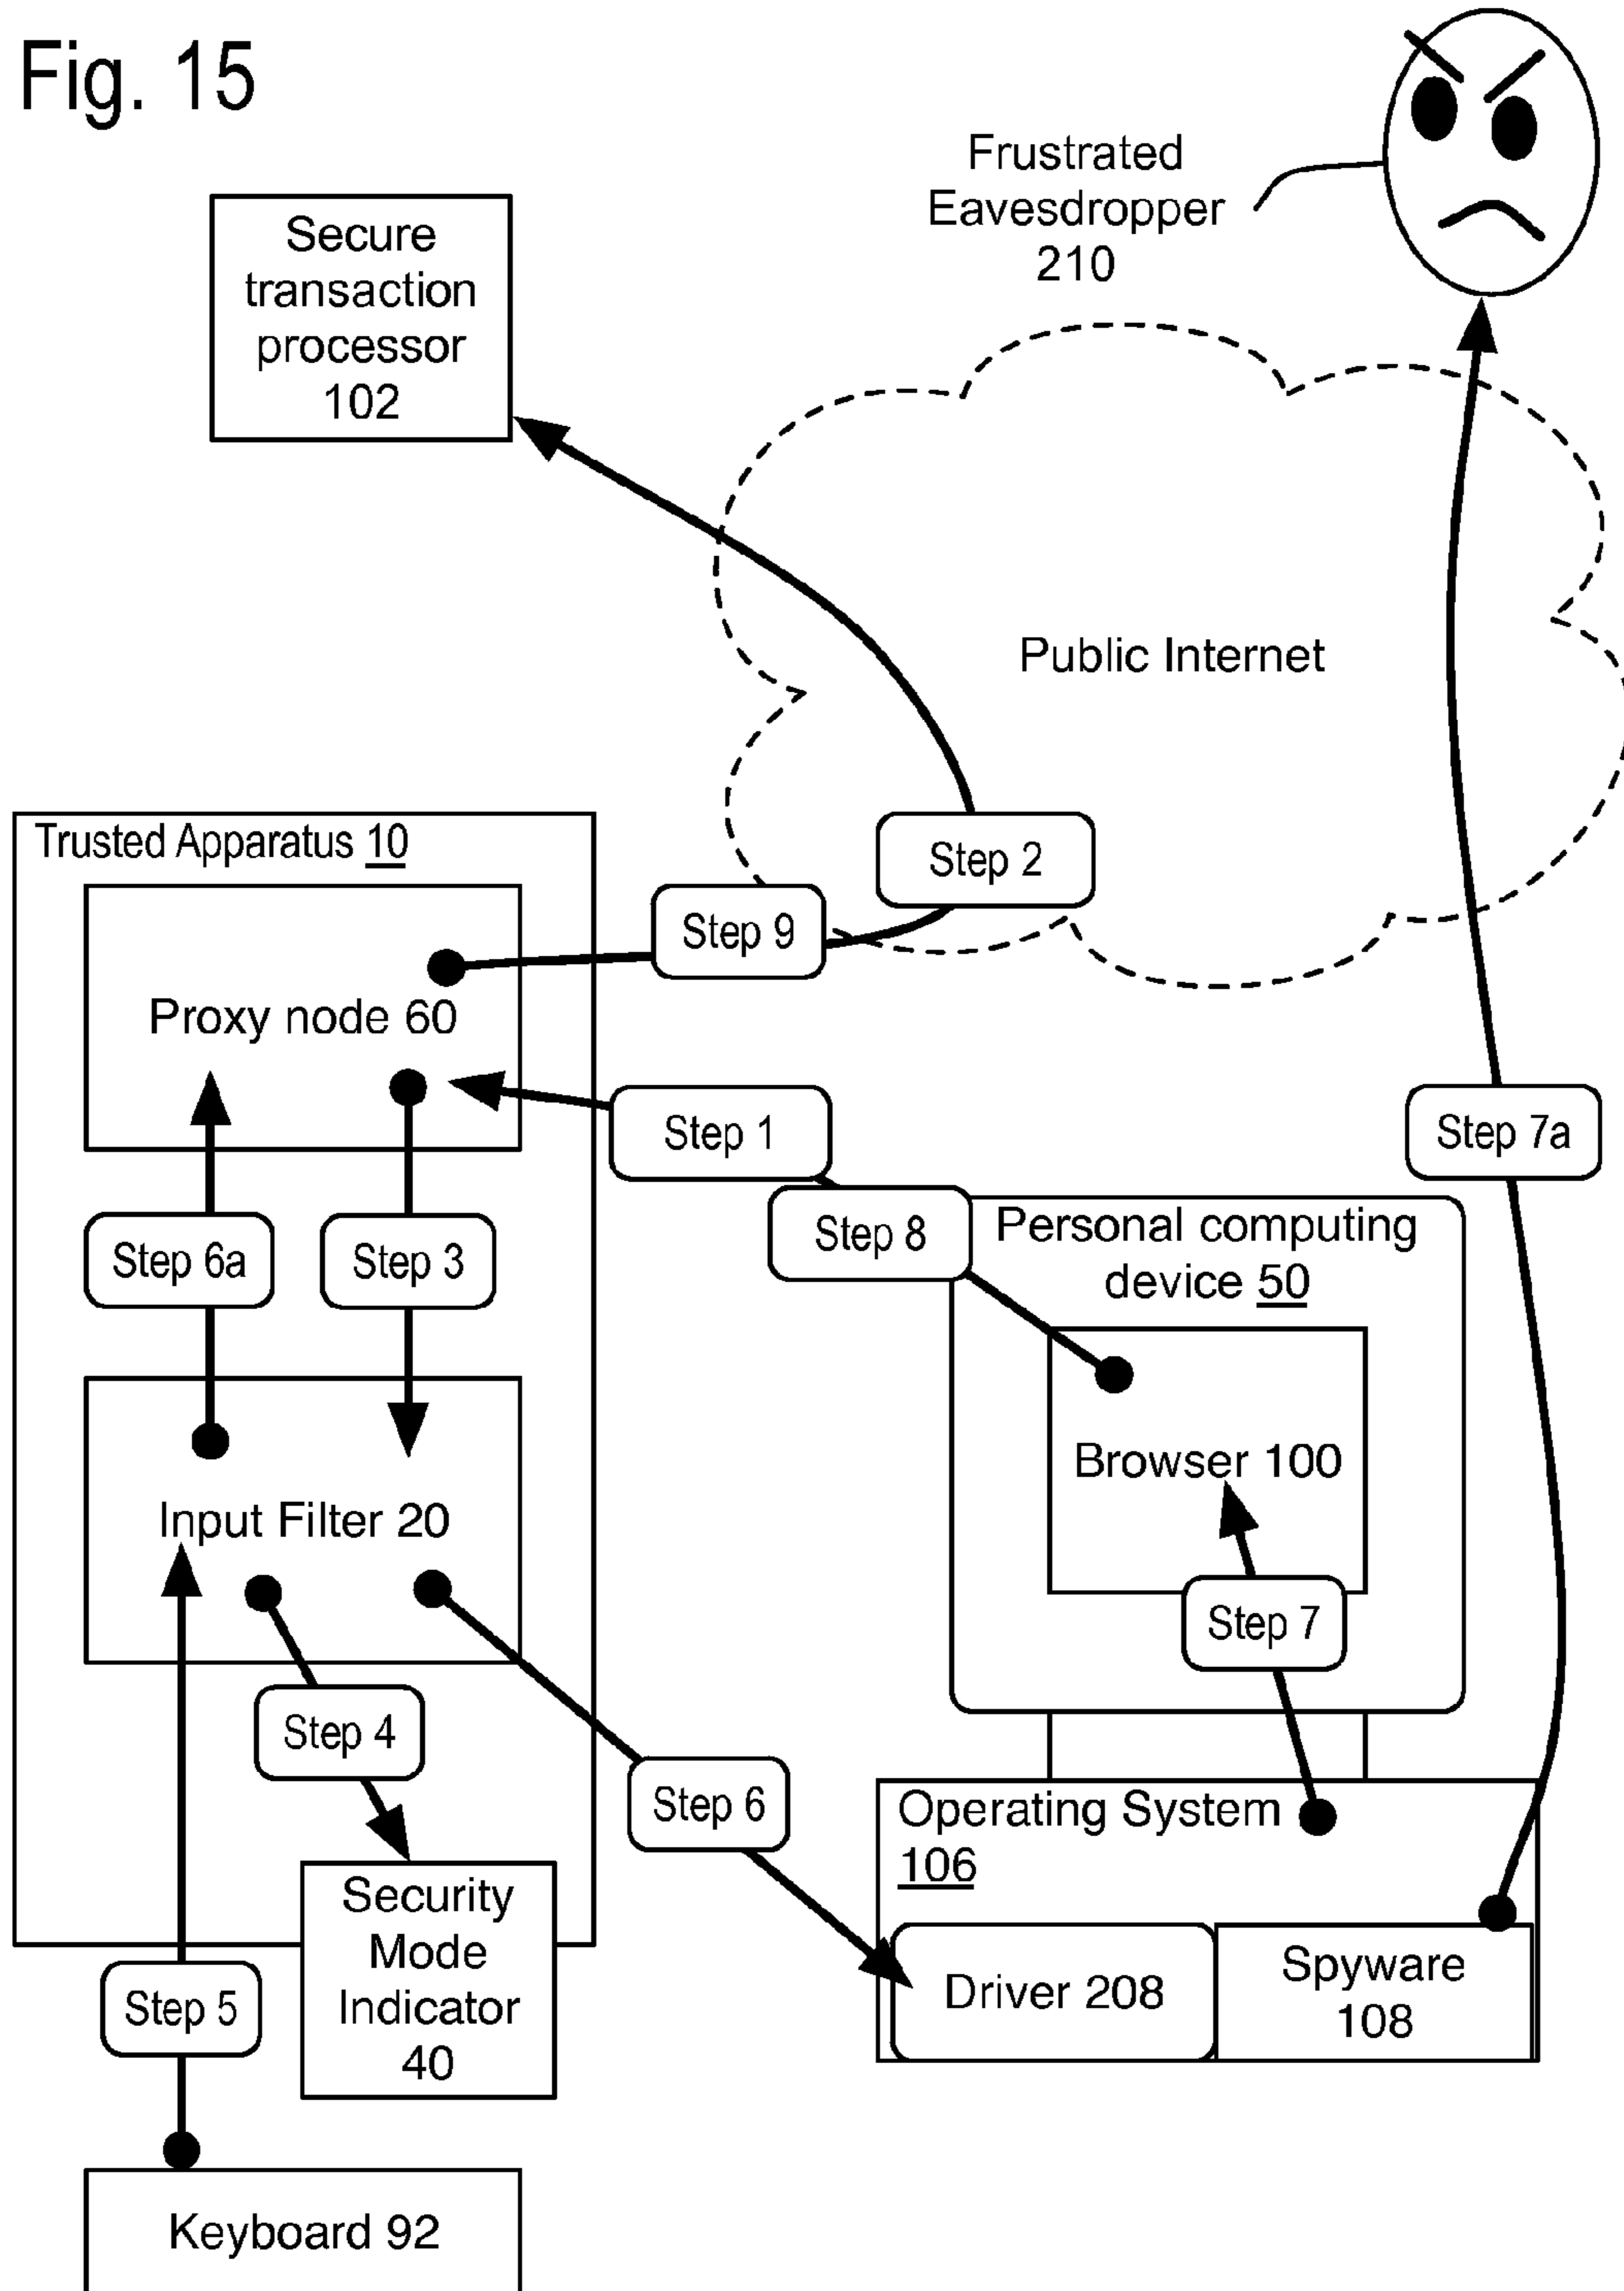 Fig. 15
Frustrated
Eavesdropper
210
Secure
transaction
processor
102
Public Internet
Trusted Apparatus 10
Step 2
Step 9
Proxy node 60
Step 1
Step 7a
Step 8
Personal computing
device 50
Step 6a
Step 3
Browser 100
Input Filter 20
Step 7
Step 4
Step 6
Operating System
106
Security
Mode
Indicator
40
Driver 208
Spyware
108
Step 5
Keyboard 92